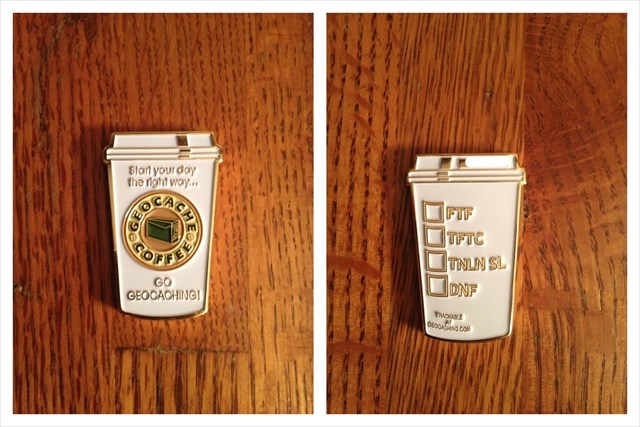 Start your day
the right way...
GEOCACHE
COFFEE
GO
GEOCACHING!
FTF
TFTC
TNLN SL
DNF
TRACKABLE
AT
GEOCACHING.COM